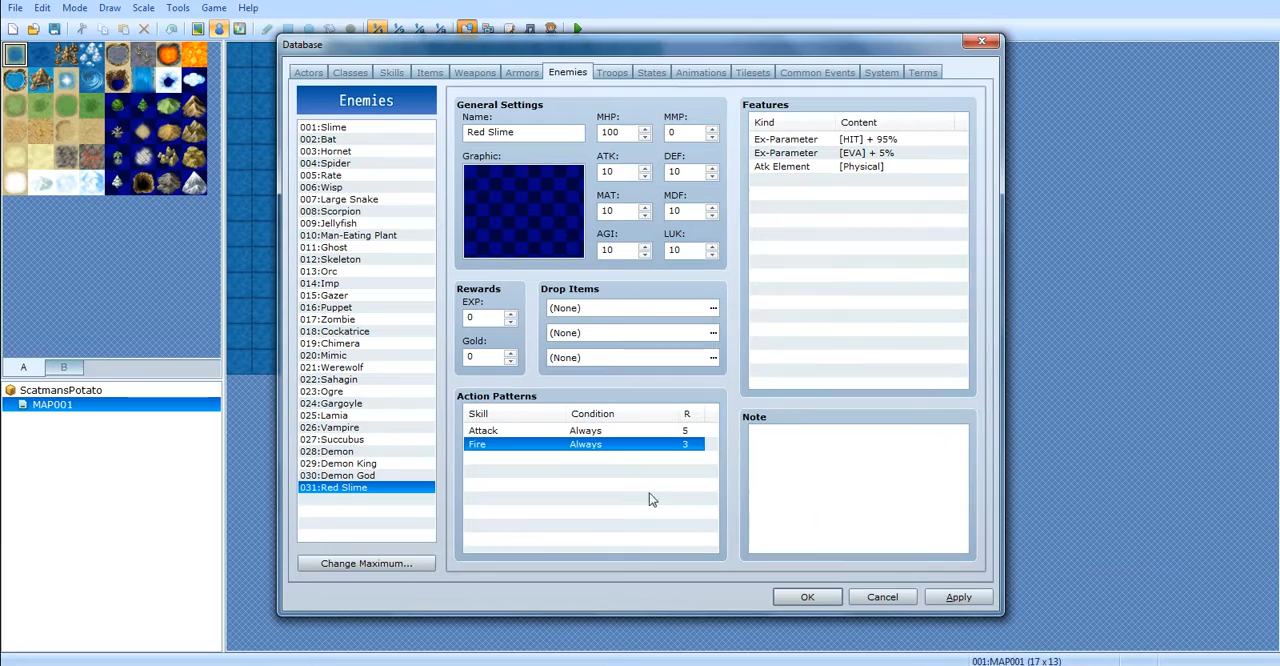 File Edit Mode Draw Scale Tools Game Help
Database
Actors Classes Skills Items Weapons Armors Enemies Troops States Animations Tilesets Common Events System Terms
Enemies
001:Slime
002:Bat
003:Hornet
004:Spider
005:Rate
006:Wisp
007:Large Snake
008:Scorpion
009:Jellyfish
010:Man-Eating Plant
011:Ghost
012:Skeleton
013:Orc
014:Imp
015:Gazer
016:Puppet
017:Zombie
018:Cockatrice
019:Chimera
020:Mimic
021:Werewolf
022:Sahagin
023:Ogre
024:Gargoyle
025:Lamia
026:Vampire
027:Succubus
028:Demon
029:Demon King
030:Demon God
031:Red Slime
Change Maximum...
General Settings
Name: MHP: MMP:
Red Slime 100 0
Graphic: ATK: DEF:
10 10
MAT: MDF:
10 10
AGI: LUK:
10 10
Rewards
EXP:
0
Gold:
0
Drop Items
(None) ...
(None) ...
(None) ...
Action Patterns
Skill Condition R
Attack Always 5
Fire Always 3
Features
Kind Content
Ex-Parameter [HIT] + 95%
Ex-Parameter [EVA] + 5%
Atk Element [Physical]
Note
OK Cancel Apply
A B
ScatmansPotato
MAP001
001:MAP001 (17 x 13)